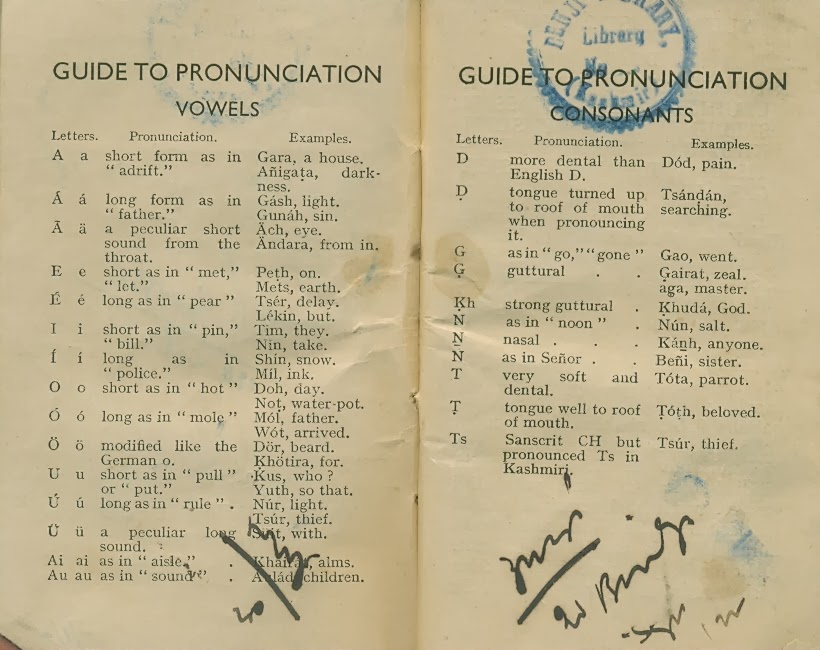 GUIDE TO PRONUNCIATION
VOWELS
Letters. Pronunciation. Examples.
A a short form as in Gara, a house.
“ adrift.” Añigaṭa, dark-
ness.
Á á long form as in Gásh, light.
“ father.” Gunáh, sin.
Ā ä a peculiar short Äch, eye.
sound from the Ändara, from in.
throat.
E e short as in “ met,” Peṭh, on.
“ let.” Mets, earth.
É é long as in “ pear ” Tsér, delay.
Lékin, but.
I i short as in “ pin,” Tim, they.
“ bill.” Nin, take.
Í í long as in Shín, snow.
“ police.” Míl, ink.
O o short as in “ hot ” Doh, day.
Noṭ, water-pot.
Ó ó long as in “ mole ” Mól, father.
Wót, arrived.
Ö ö modified like the Dör, beard.
German o. Khötira, for.
U u short as in “ pull ” Kus, who ?
or “ put.” Yuth, so that.
Ú ú long as in “ rule ” . Núr, light.
Tsúr, thief.
Ü ü a peculiar long with.
sound.
Ai ai as in “ aisle ” . alms.
Au au as in “ sound ” . children.
Library
GUIDE TO PRONUNCIATION
CONSONANTS
Letters. Pronunciation. Examples.
D more dental than Dód, pain.
English D.
Ḍ tongue turned up Tsándán,
to roof of mouth searching.
when pronouncing
it.
G as in “ go,” “ gone ” Gao, went.
G̣ guttural . . G̣airat, zeal.
aga, master.
Ḳh strong guttural . Ḳhudá, God.
N as in “ noon ” . Nún, salt.
Ṉ nasal . . Káṉh, anyone.
Ñ as in Señor . . Beñi, sister.
T very soft and Tóta, parrot.
dental.
Ṭ tongue well to roof Ṭóṭh, beloved.
of mouth.
Ts Sanscrit CH but Tsúr, thief.
pronounced Ts in
Kashmiri.